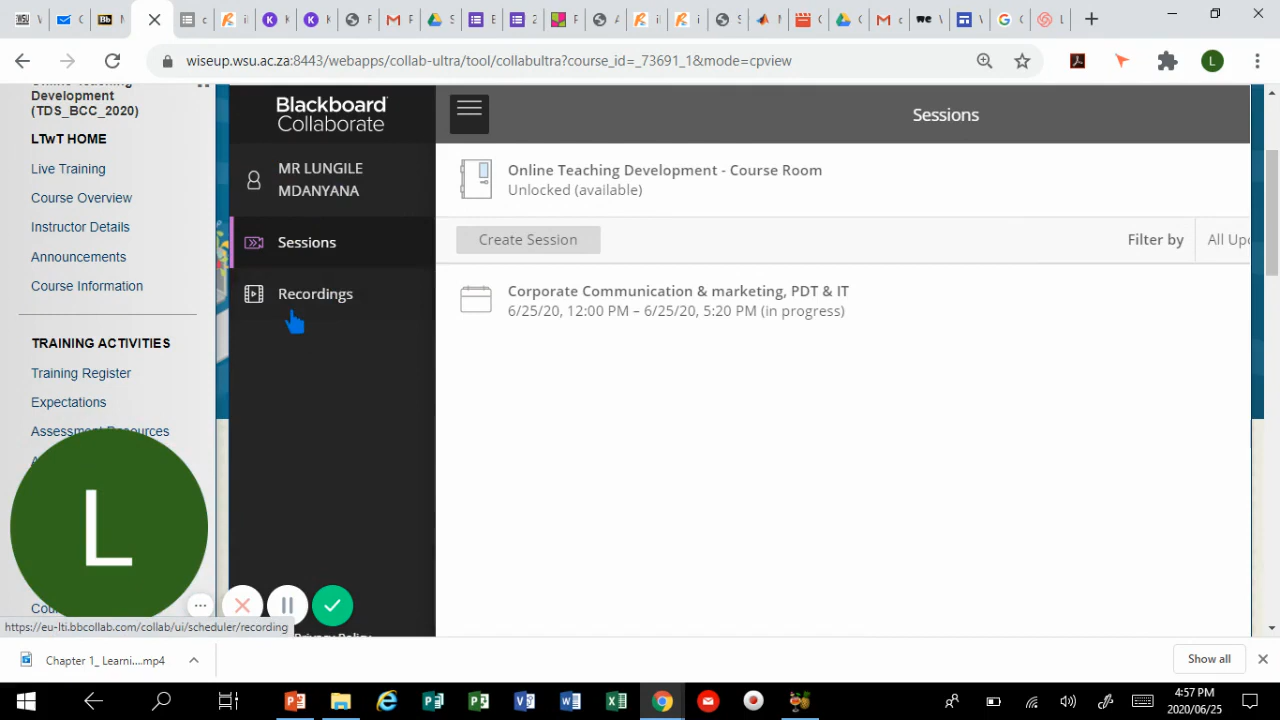 wiseup.wsu.ac.za:8443/webapps/collab-ultra/tool/collabultra?course_id=_73691_1&mode=cpview
Development
(TDS_BCC_2020)
LTwT HOME
Live Training
Course Overview
Instructor Details
Announcements
Course Information
TRAINING ACTIVITIES
Training Register
Expectations
Assessment Resources
L
Blackboard
Collaborate
MR LUNGILE
MDANYANA
Sessions
Recordings
Sessions
Online Teaching Development - Course Room
Unlocked (available)
Create Session
Filter by
Corporate Communication & marketing, PDT & IT
6/25/20, 12:00 PM – 6/25/20, 5:20 PM (in progress)
https://eu-lti.bbcollab.com/collab/ui/scheduler/recording
Chapter 1_ Learni....mp4
Show all
4:57 PM
2020/06/25